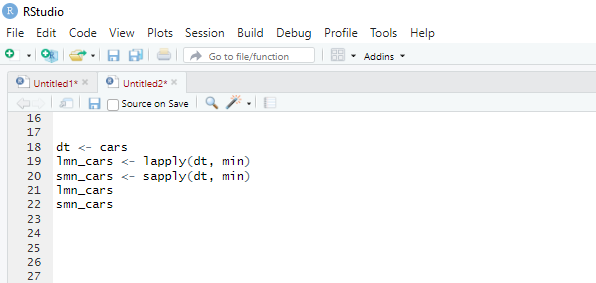 RStudio
File Edit Code View Plots Session Build Debug Profile Tools Help
Go to file/function Addins
Untitled1* Untitled2*
Source on Save
16
17
18 dt <- cars
19 lmn_cars <- lapply(dt, min)
20 smn_cars <- sapply(dt, min)
21 lmn_cars
22 smn_cars
23
24
25
26
27